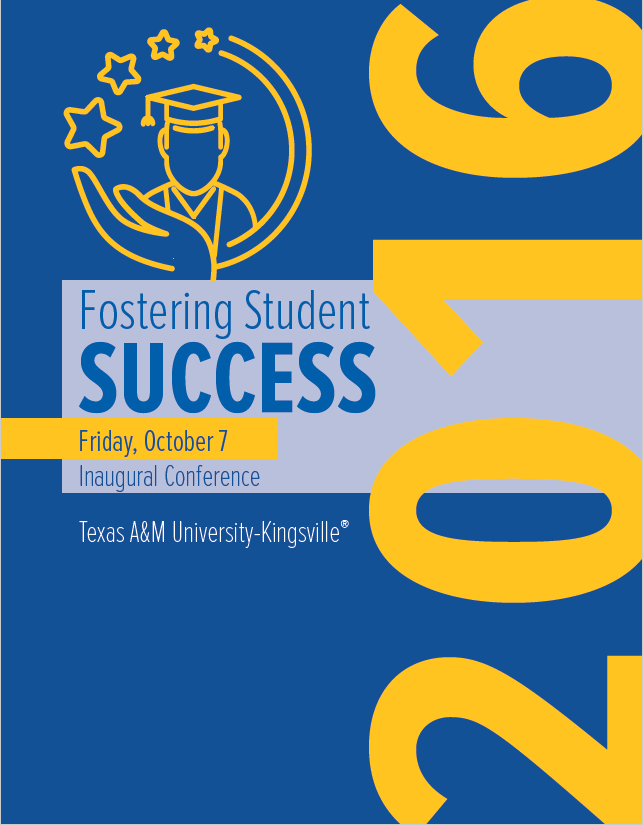 Fostering Student
SUCCESS
Friday, October 7
Inaugural Conference
Texas A&M University-Kingsville®
2016